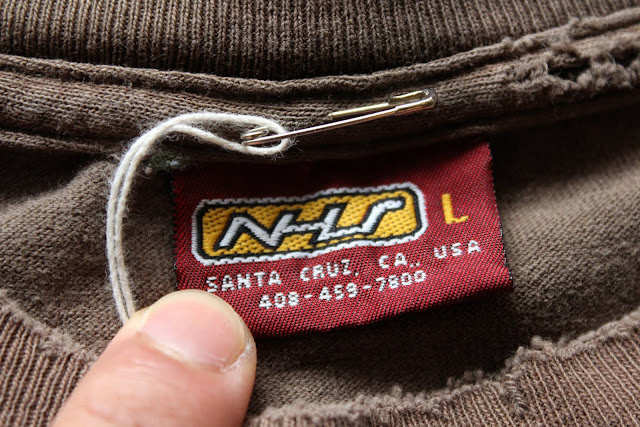 NHS L
SANTA CRUZ, CA., USA
408-459-7800